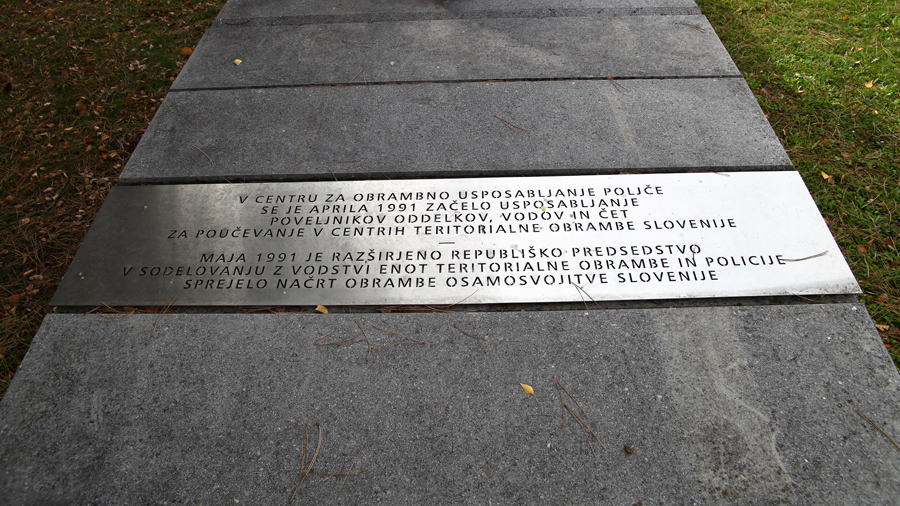 V CENTRU ZA OBRAMBNO USPOSABLJANJE POLJČE
SE JE APRILA 1991 ZAČELO USPOSABLJANJE
POVELJNIKOV ODDELKOV, VODOV IN ČET
ZA POUČEVANJE V CENTRIH TERITORIALNE OBRAMBE SLOVENIJE
—
MAJA 1991 JE RAZŠIRJENO REPUBLIŠKO PREDSEDSTVO
V SODELOVANJU Z VODSTVI ENOT TERITORIALNE OBRAMBE IN POLICIJE
SPREJELO NAČRT OBRAMBE OSAMOSVOJITVE SLOVENIJE